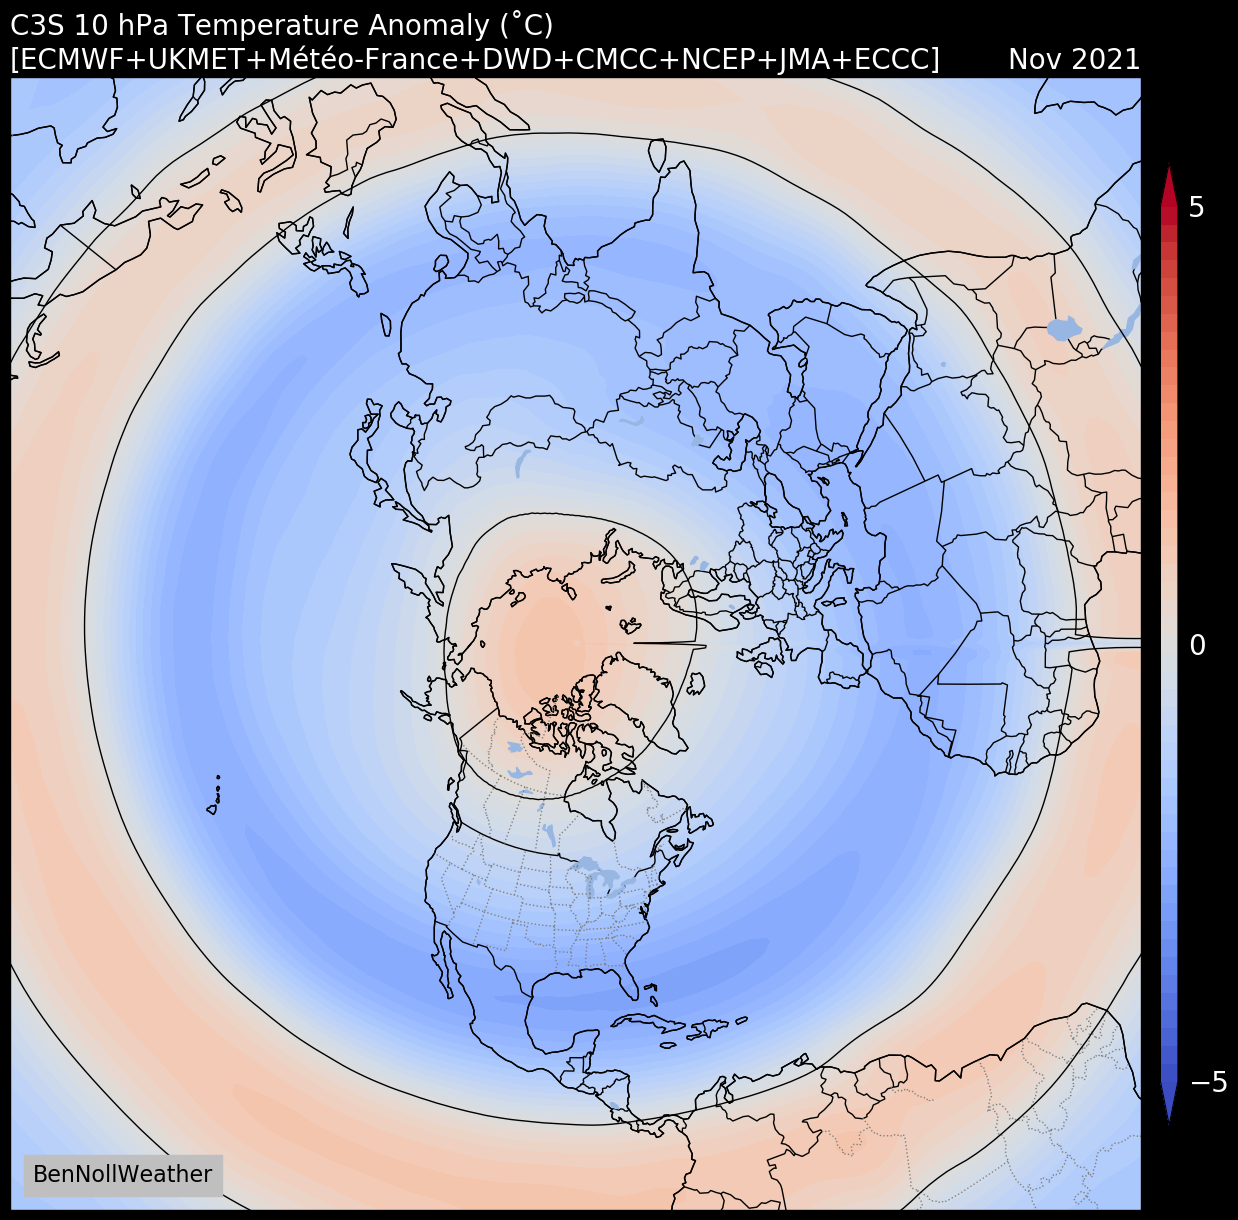 C3S 10 hPa Temperature Anomaly (˚C)
[ECMWF+UKMET+Météo-France+DWD+CMCC+NCEP+JMA+ECCC] Nov 2021
5
0
−5
BenNollWeather